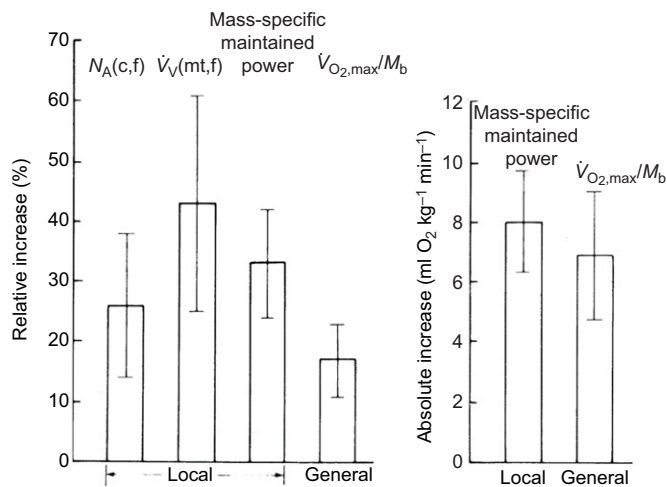 Mass-specific
maintained
power
N_A(c,f)
V̇_V(mt,f)
V̇_O₂,max/M_b
Relative increase (%)
70
60
50
40
30
20
10
0
Local
General
Mass-specific
maintained
power
V̇_O₂,max/M_b
Absolute increase (ml O₂ kg⁻¹ min⁻¹)
12
10
8
6
4
2
0
Local
General